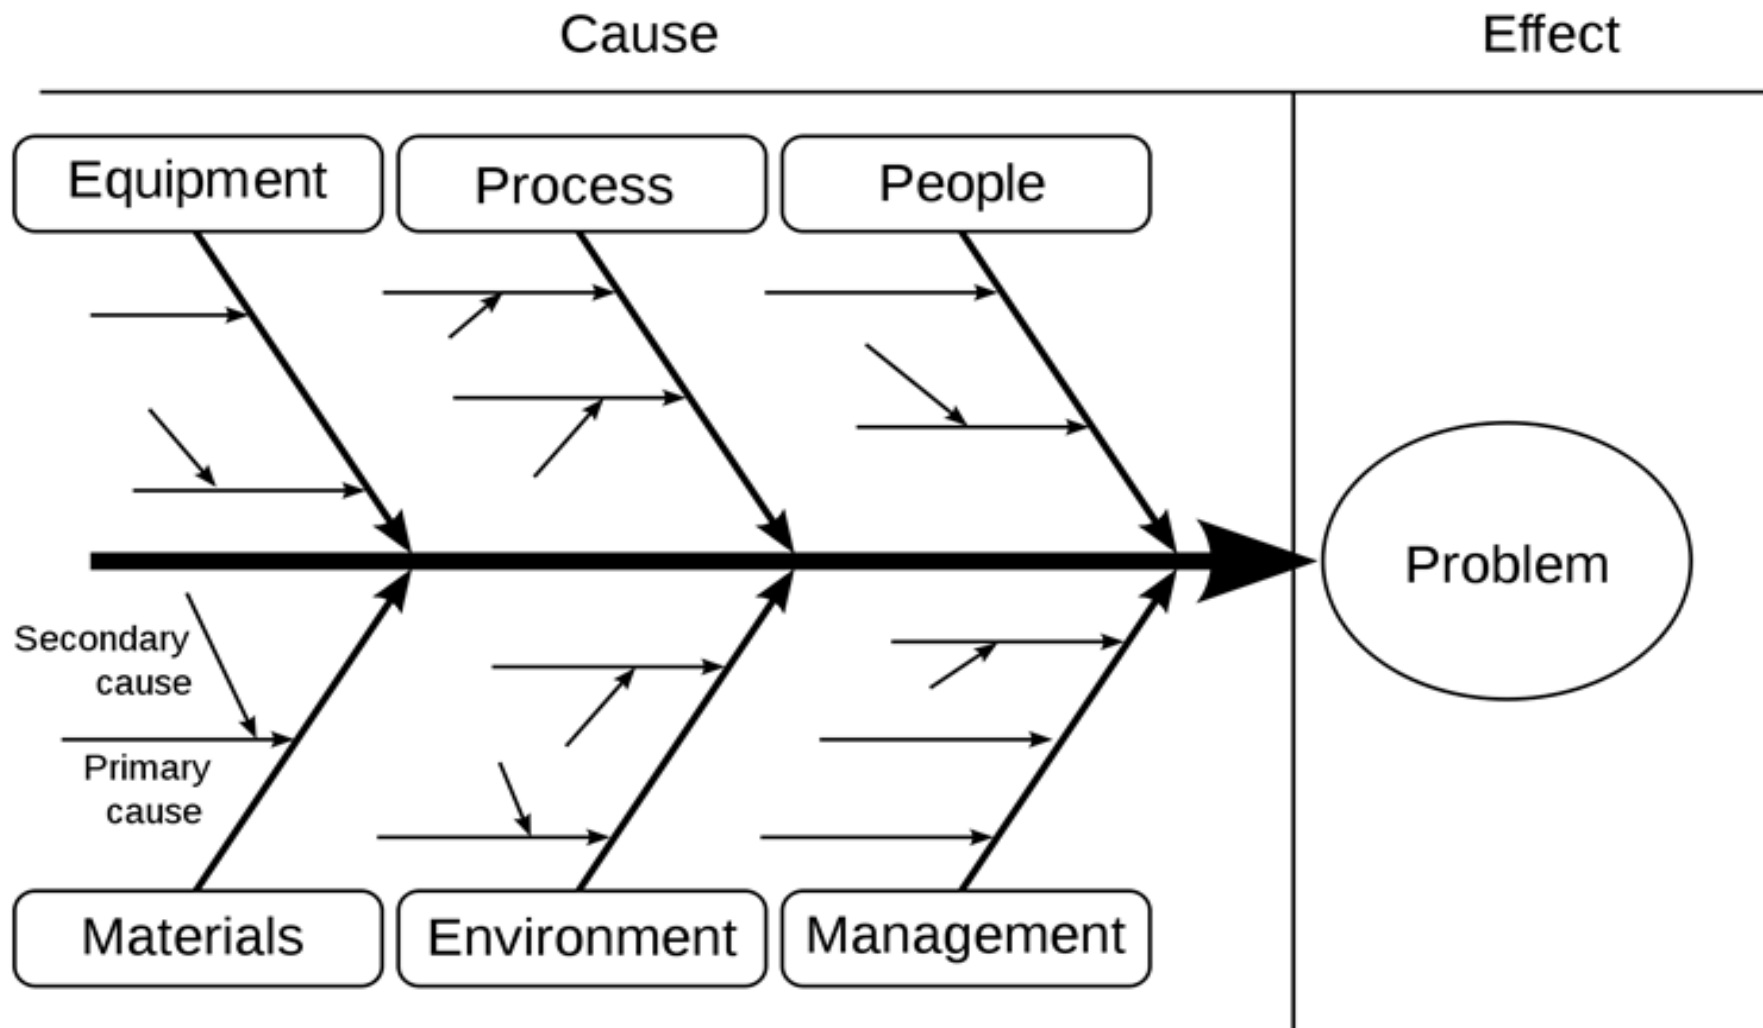 Cause
Effect
Equipment
Process
People
Problem
Secondary
cause
Primary
cause
Materials
Environment
Management